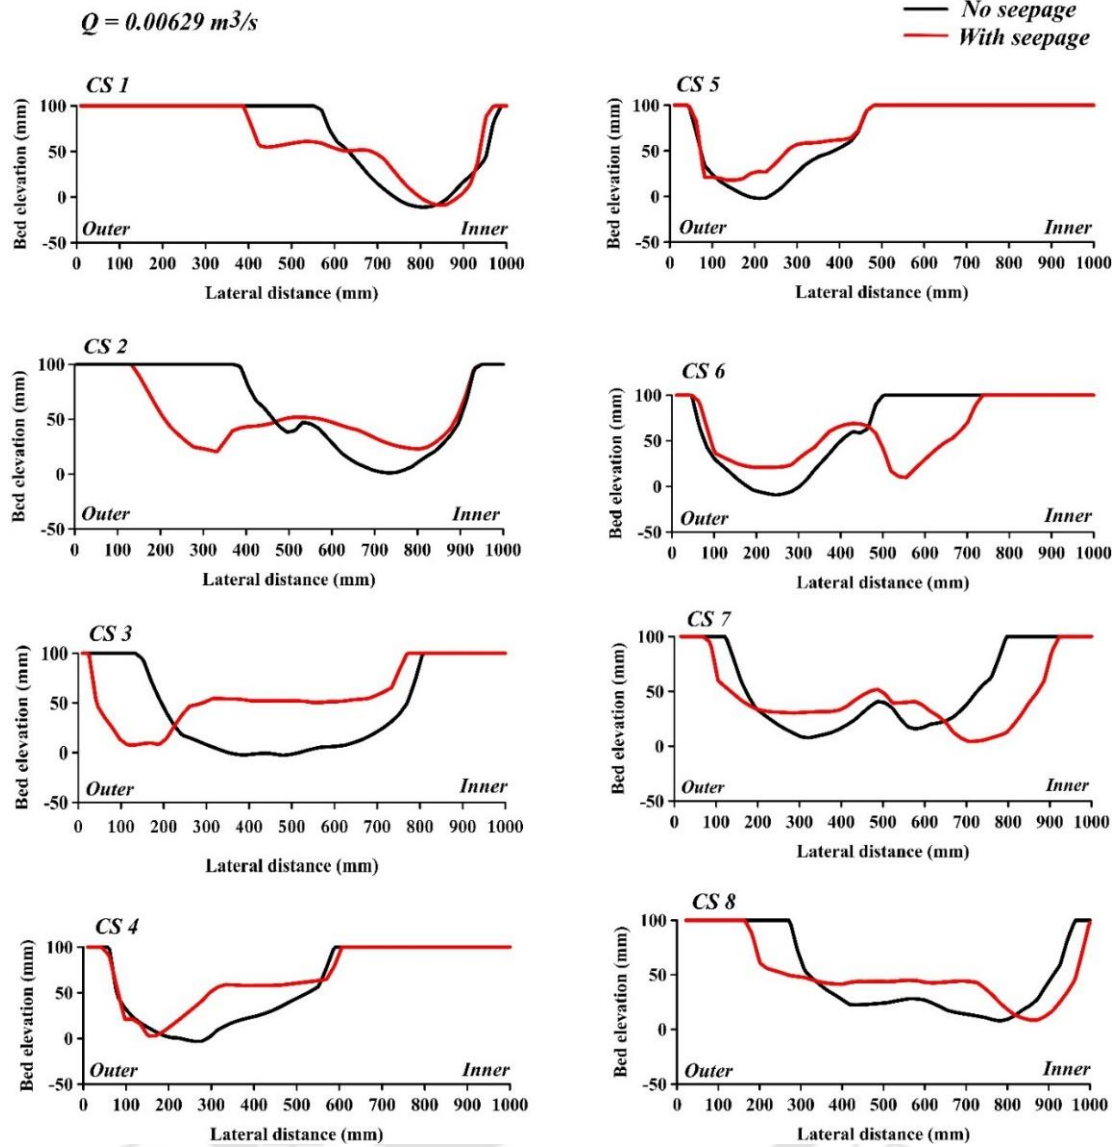 Q = 0.00629 m³/s
No seepage
With seepage
CS 1
Bed elevation (mm)
100
50
0
-50
Outer
Inner
0 100 200 300 400 500 600 700 800 900 1000
Lateral distance (mm)
CS 5
Bed elevation (mm)
100
50
0
-50
Outer
Inner
0 100 200 300 400 500 600 700 800 900 1000
Lateral distance (mm)
CS 2
Bed elevation (mm)
100
50
0
-50
Outer
Inner
0 100 200 300 400 500 600 700 800 900 1000
Lateral distance (mm)
CS 6
Bed elevation (mm)
100
50
0
-50
Outer
Inner
0 100 200 300 400 500 600 700 800 900 1000
Lateral distance (mm)
CS 3
Bed elevation (mm)
100
50
0
-50
Outer
Inner
0 100 200 300 400 500 600 700 800 900 1000
Lateral distance (mm)
CS 7
Bed elevation (mm)
100
50
0
-50
Outer
Inner
0 100 200 300 400 500 600 700 800 900 1000
Lateral distance (mm)
CS 4
Bed elevation (mm)
100
50
0
-50
Outer
Inner
0 100 200 300 400 500 600 700 800 900 1000
Lateral distance (mm)
CS 8
Bed elevation (mm)
100
50
0
-50
Outer
Inner
0 100 200 300 400 500 600 700 800 900 1000
Lateral distance (mm)